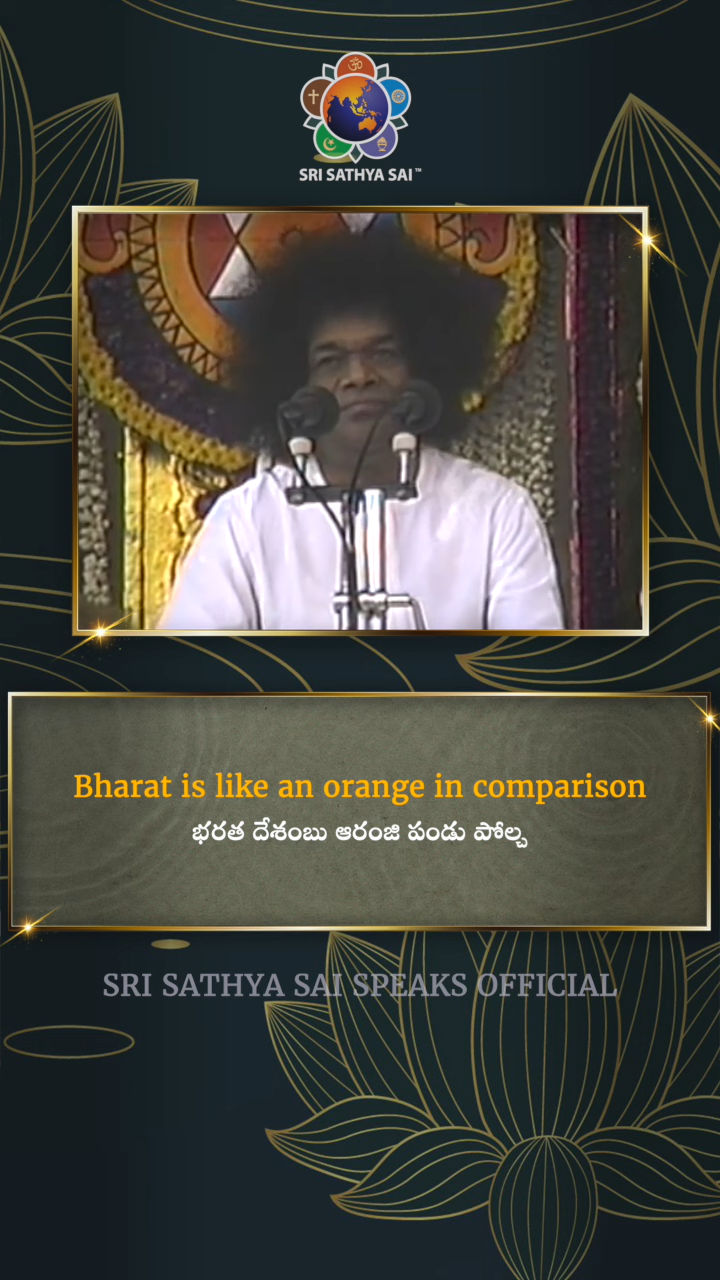 SRI SATHYA SAI™
Bharat is like an orange in comparison
భరత దేశంబు ఆరంజి పండు పోల్చ
SRI SATHYA SAI SPEAKS OFFICIAL